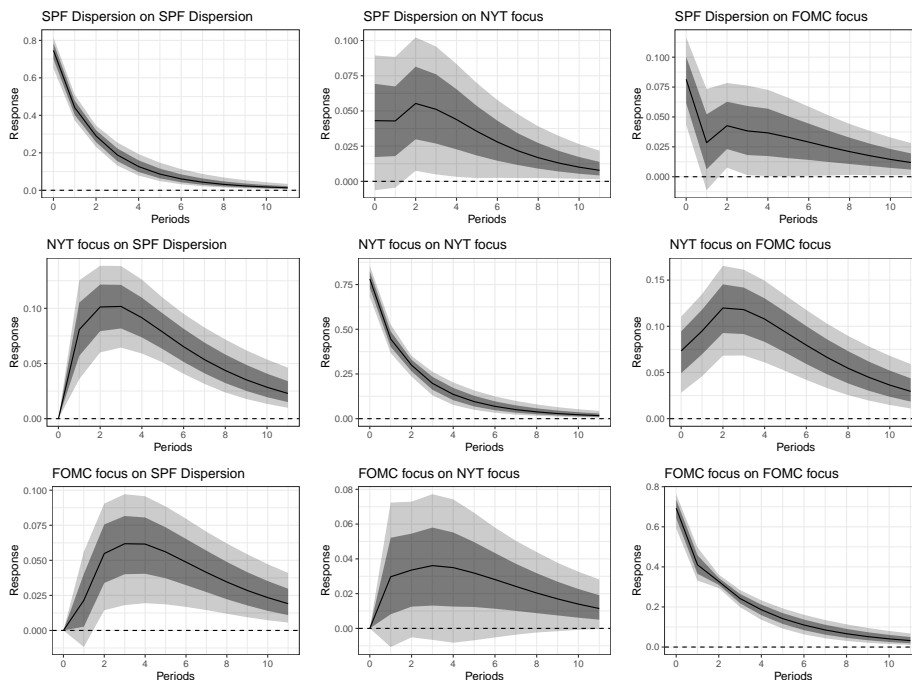 SPF Dispersion on SPF Dispersion
0.8
0.6
0.4
0.2
0.0
Response
0 2 4 6 8 10
Periods
SPF Dispersion on NYT focus
0.100
0.075
0.050
0.025
0.000
Response
0 2 4 6 8 10
Periods
SPF Dispersion on FOMC focus
0.100
0.075
0.050
0.025
0.000
Response
0 2 4 6 8 10
Periods
NYT focus on SPF Dispersion
0.10
0.05
0.00
Response
0 2 4 6 8 10
Periods
NYT focus on NYT focus
0.75
0.50
0.25
0.00
Response
0 2 4 6 8 10
Periods
NYT focus on FOMC focus
0.15
0.10
0.05
0.00
Response
0 2 4 6 8 10
Periods
FOMC focus on SPF Dispersion
0.100
0.075
0.050
0.025
0.000
Response
0 2 4 6 8 10
Periods
FOMC focus on NYT focus
0.08
0.06
0.04
0.02
0.00
Response
0 2 4 6 8 10
Periods
FOMC focus on FOMC focus
0.8
0.6
0.4
0.2
0.0
Response
0 2 4 6 8 10
Periods